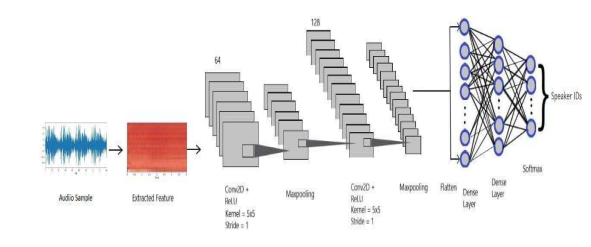 128
64
Speaker IDs
Softmax
Audio Sample
Extracted Feature
Conv2D +
ReLU
Kernel = 5x5
Stride = 1
Maxpooling
Conv2D +
ReLU
Kernel = 5x5
Stride = 1
Maxpooling
Flatten
Dense
Layer
Dense
Layer